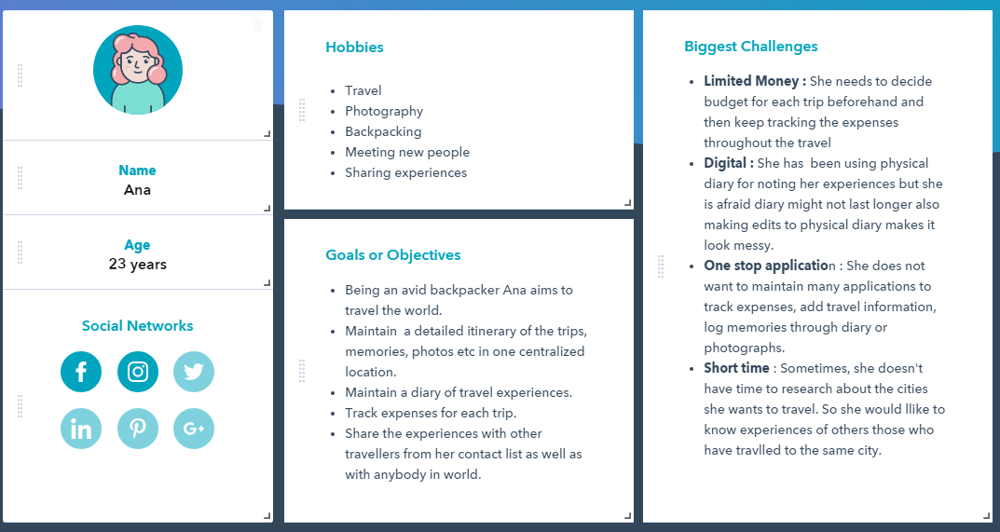 Name
Ana
Age
23 years
Social Networks
f
in
G+
Hobbies
• Travel
• Photography
• Backpacking
• Meeting new people
• Sharing experiences
Goals or Objectives
• Being an avid backpacker Ana aims to
travel the world.
• Maintain  a detailed itinerary of the trips,
memories, photos etc in one centralized
location.
• Maintain a diary of travel experiences.
• Track expenses for each trip.
• Share the experiences with other
travellers from her contact list as well as
with anybody in world.
Biggest Challenges
• Limited Money : She needs to decide
budget for each trip beforehand and
then keep tracking the expenses
throughout the travel
• Digital : She has  been using physical
diary for noting her experiences but she
is afraid diary might not last longer also
making edits to physical diary makes it
look messy.
• One stop application : She does not
want to maintain many applications to
track expenses, add travel information,
log memories through diary or
photographs.
• Short time : Sometimes, she doesn't
have time to research about the cities
she wants to travel. So she would llike to
know experiences of others those who
have travlled to the same city.